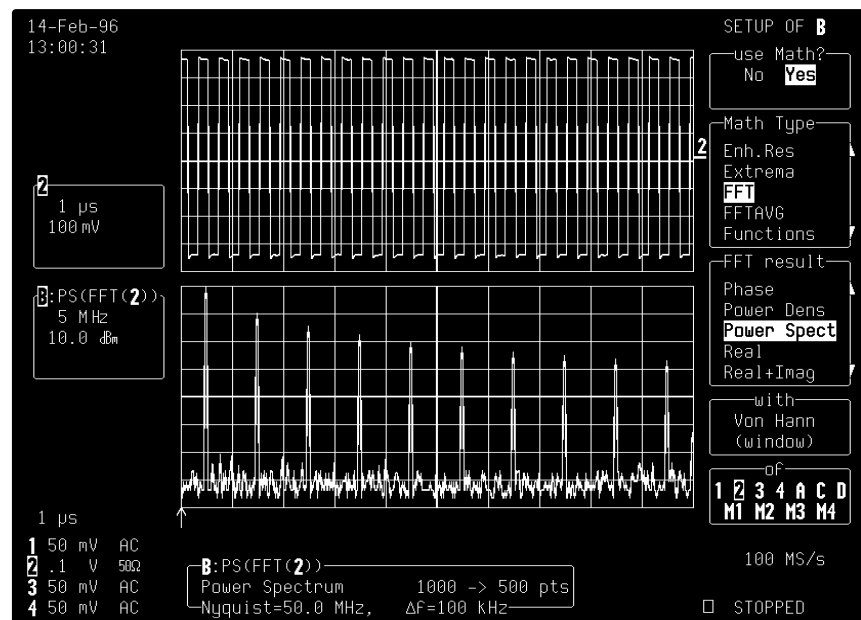 14-Feb-96
13:00:31
SETUP OF B
use Math?
No Yes
Math Type
Enh.Res
Extrema
FFT
FFTAVG
Functions
FFT result
Phase
Power Dens
Power Spect
Real
Real+Imag
with
Von Hann
(window)
of
1 2 3 4 A C D
M1 M2 M3 M4
2
1 µs
100 mV
2
B:PS(FFT(2))
5 MHz
10.0 dBm
1 µs
1 50 mV AC
2 .1 V 50Ω
3 50 mV AC
4 50 mV AC
B:PS(FFT(2))
Power Spectrum 1000 -> 500 pts
Nyquist=50.0 MHz, Δf=100 kHz
100 MS/s
□ STOPPED